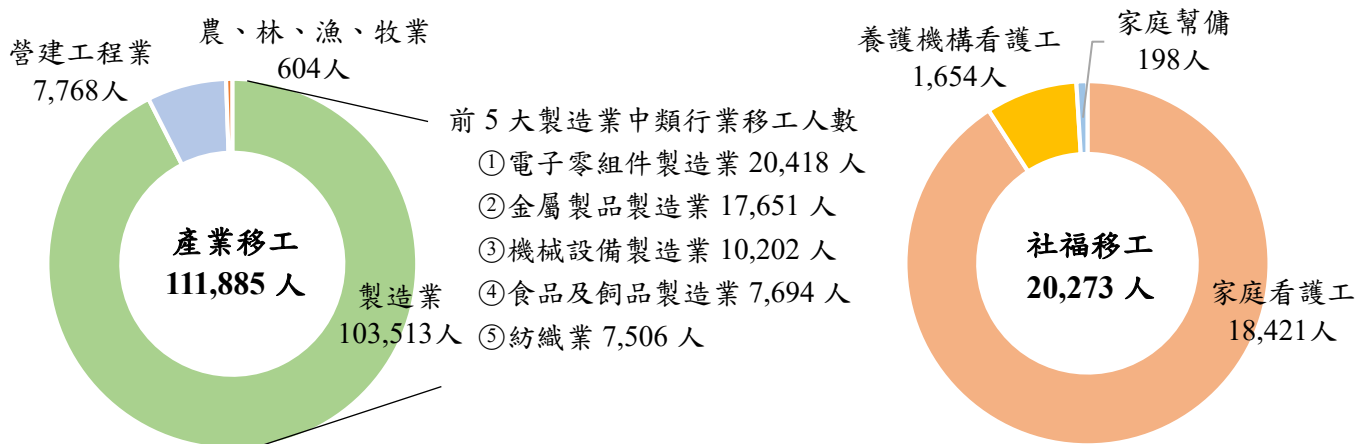 農、林、漁、牧業
604人
營建工程業
7,768人
產業移工
111,885 人
製造業
103,513人
前 5 大製造業中類行業移工人數
①電子零組件製造業 20,418 人
②金屬製品製造業 17,651 人
③機械設備製造業 10,202 人
④食品及飼品製造業 7,694 人
⑤紡織業 7,506 人
養護機構看護工
1,654人
家庭幫傭
198人
社福移工
20,273 人
家庭看護工
18,421人